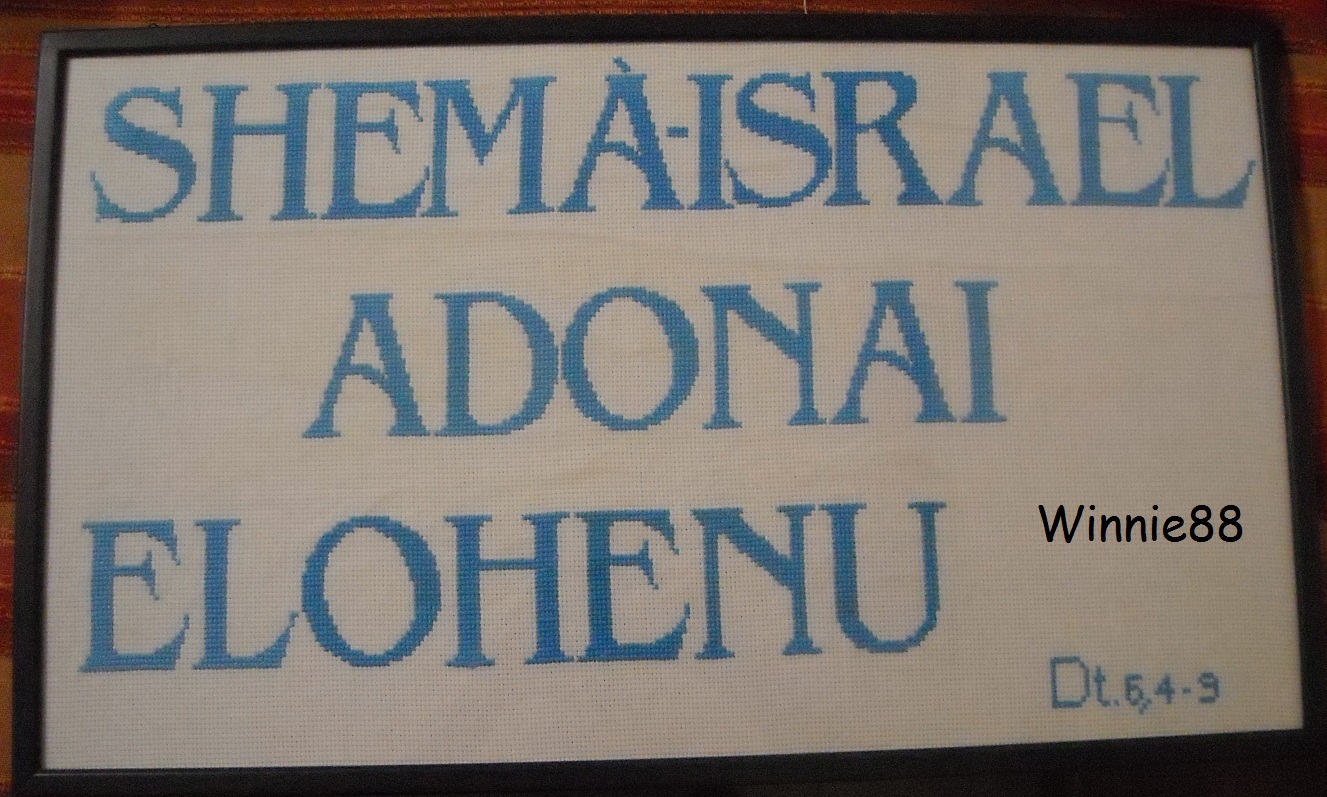 SHEMÀ-ISRAEL
ADONAI
ELOHENU
Winnie88
Dt. 6,4-9